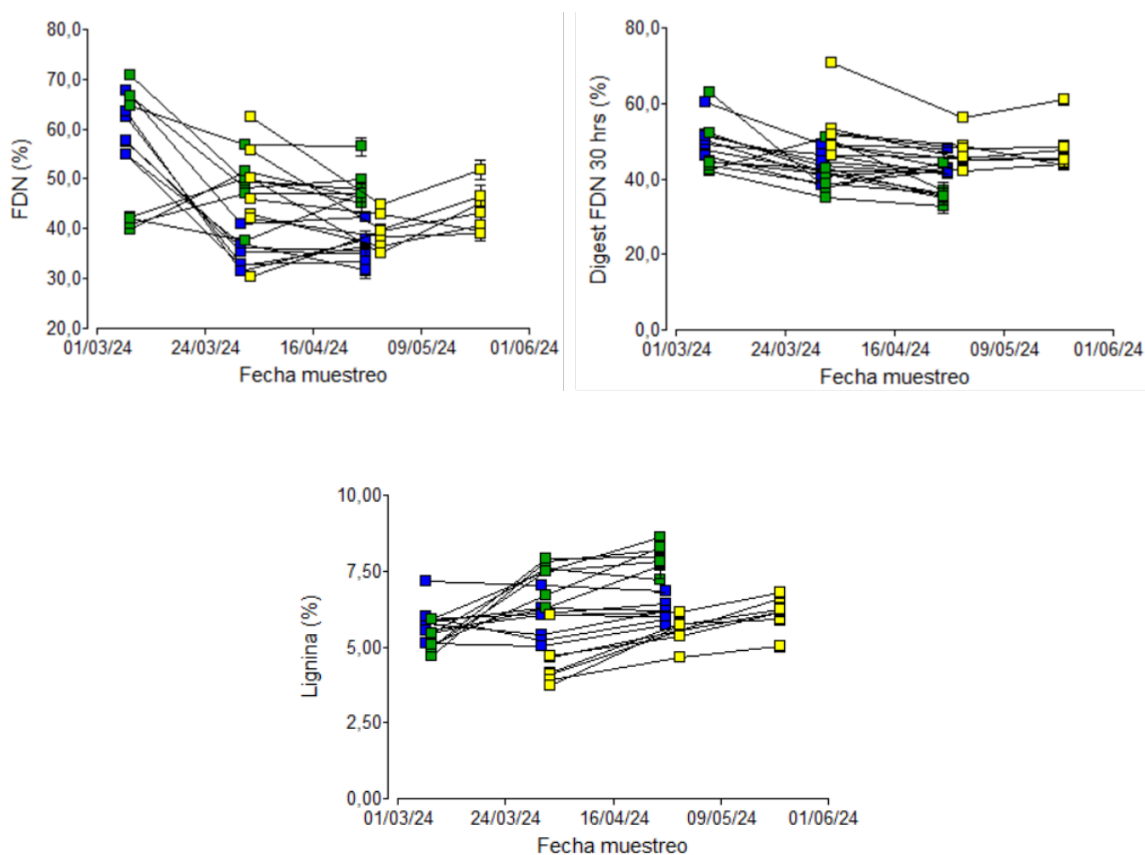 FDN (%)
80,0
70,0
60,0
50,0
40,0
30,0
20,0
01/03/24 24/03/24 16/04/24 09/05/24 01/06/24
Fecha muestreo
Digest FDN 30 hrs (%)
80,0
60,0
40,0
20,0
0,0
01/03/24 24/03/24 16/04/24 09/05/24 01/06/24
Fecha muestreo
Lignina (%)
10,00
7,50
5,00
2,50
0,00
01/03/24 24/03/24 16/04/24 09/05/24 01/06/24
Fecha muestreo